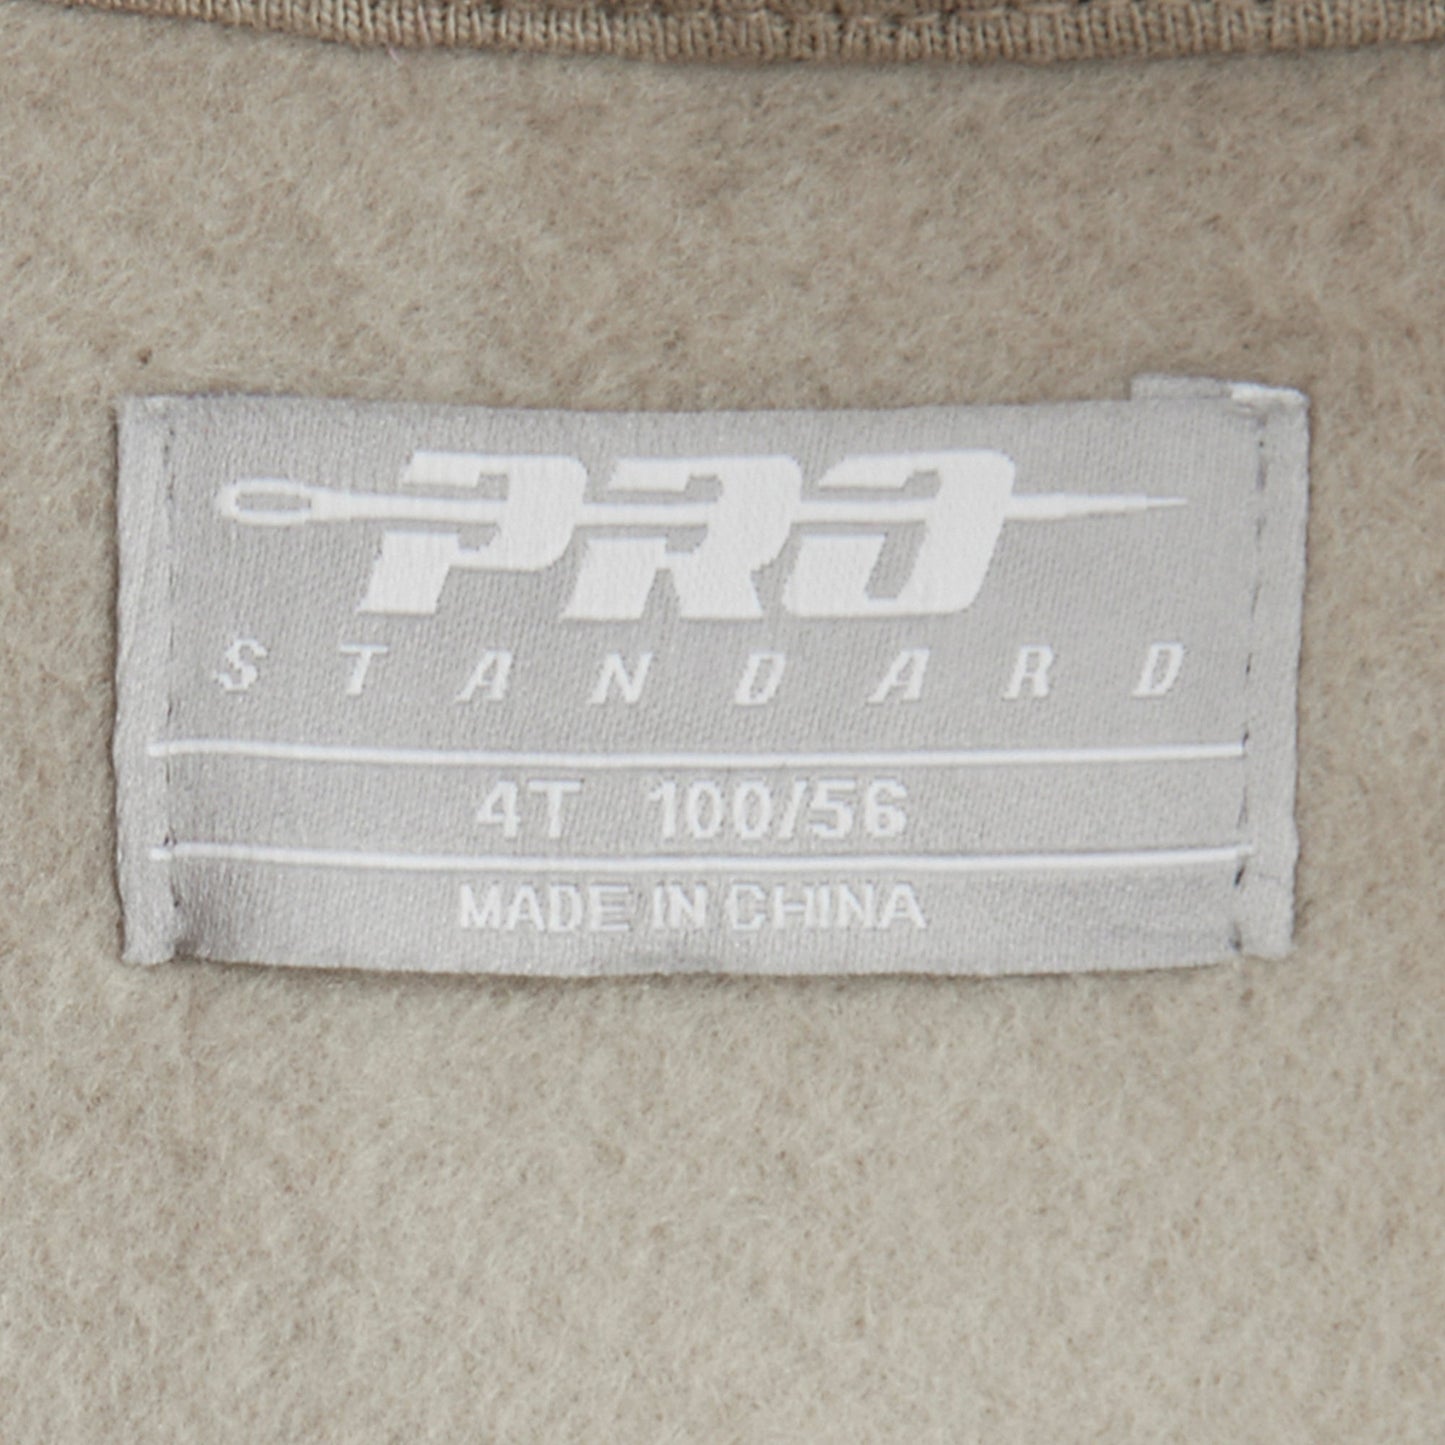 PRO
STANDARD
4T 100/56
MADE IN CHINA